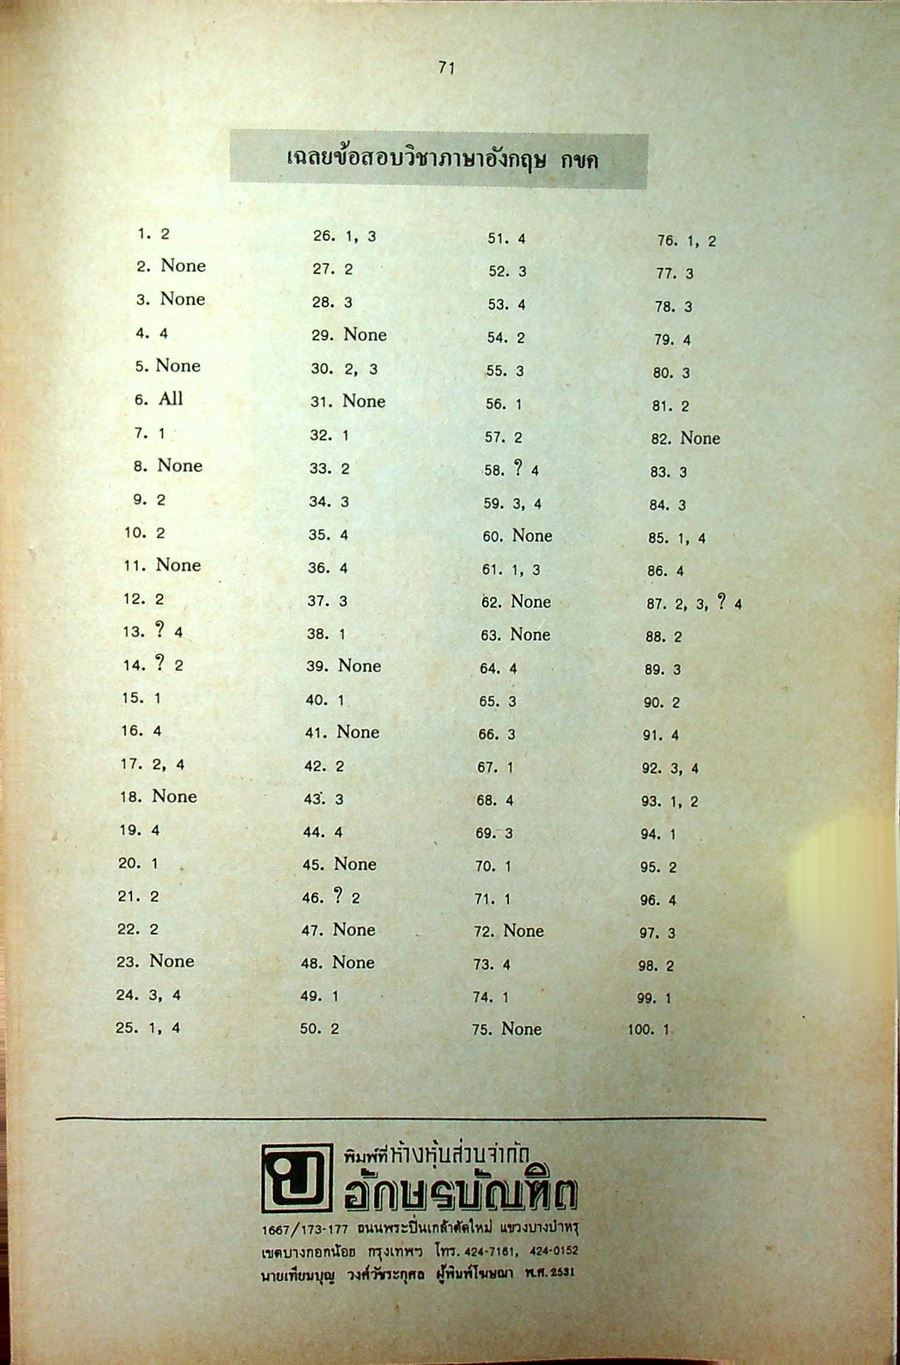 71
เฉลยข้อสอบวิชาภาษาอังกฤษ กขค
1. 2
2. None
3. None
4. 4
5. None
6. All
7. 1
8. None
9. 2
10. 2
11. None
12. 2
13. ? 4
14. ? 2
15. 1
16. 4
17. 2, 4
18. None
19. 4
20. 1
21. 2
22. 2
23. None
24. 3, 4
25. 1, 4
26. 1, 3
27. 2
28. 3
29. None
30. 2, 3
31. None
32. 1
33. 2
34. 3
35. 4
36. 4
37. 3
38. 1
39. None
40. 1
41. None
42. 2
43. 3
44. 4
45. None
46. ? 2
47. None
48. None
49. 1
50. 2
51. 4
52. 3
53. 4
54. 2
55. 3
56. 1
57. 2
58. ? 4
59. 3, 4
60. None
61. 1, 3
62. None
63. None
64. 4
65. 3
66. 3
67. 1
68. 4
69. 3
70. 1
71. 1
72. None
73. 4
74. 1
75. None
76. 1, 2
77. 3
78. 3
79. 4
80. 3
81. 2
82. None
83. 3
84. 3
85. 1, 4
86. 4
87. 2, 3, ? 4
88. 2
89. 3
90. 2
91. 4
92. 3, 4
93. 1, 2
94. 1
95. 2
96. 4
97. 3
98. 2
99. 1
100. 1
พิมพ์ที่ห้างหุ้นส่วนจำกัด
อักษรบัณฑิต
1667/173-177 ถนนพระปิ่นเกล้าตัดใหม่ แขวงบางบำหรุ
เขตบางกอกน้อย กรุงเทพฯ โทร. 424-7161, 424-0152
นายเทียมบุญ วงศ์วัชระกุศล ผู้พิมพ์โฆษณา พ.ศ. 2531